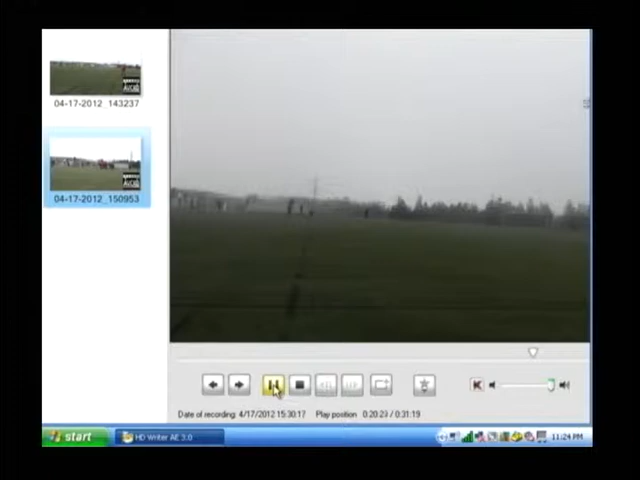 04-17-2012_143237
04-17-2012_150953
Date of recording: 4/17/2012 15:30:17 Play position 0:20:23 / 0:31:19
start
HD Writer AE 3.0
11:24 PM